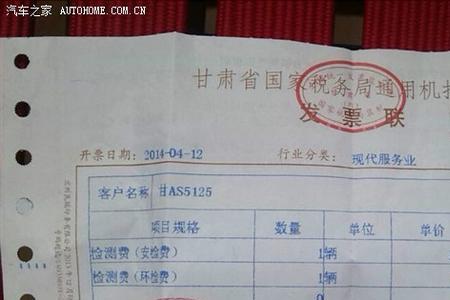 汽车之家 AUTOHOME.COM.CN
甘肃省国家税务局通用机打
发 票 联
开票日期: 2014-04-12 行业分类: 现代服务业
客户名称 甘AS5125
项目规格 数量 单位 单价
检测费（安检费） 1辆
检测费（环检费） 1辆
0